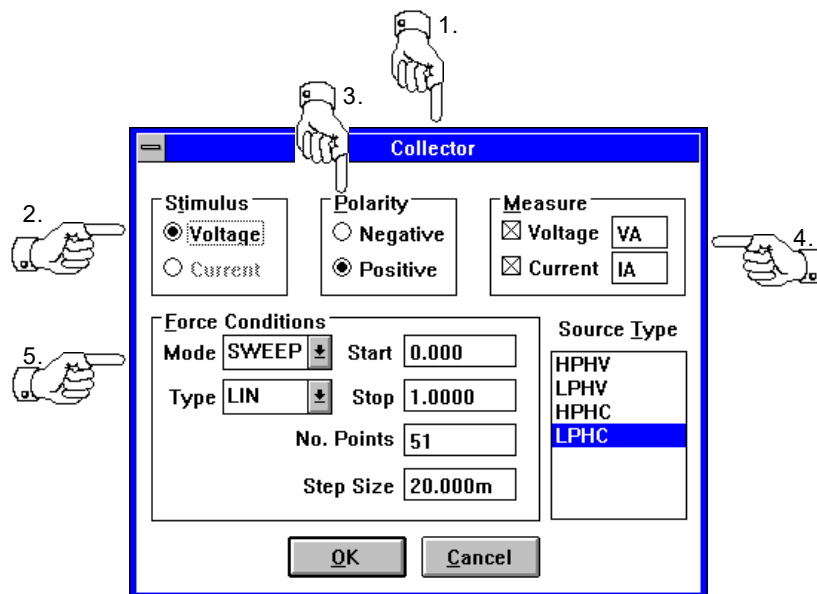 1.
3.
Collector
2.
Stimulus
Voltage
Current
Polarity
Negative
Positive
Measure
Voltage VA
Current IA
4.
5.
Force Conditions
Mode SWEEP Start 0.000
Type LIN Stop 1.0000
No. Points 51
Step Size 20.000m
Source Type
HPHV
LPHV
HPHC
LPHC
OK Cancel